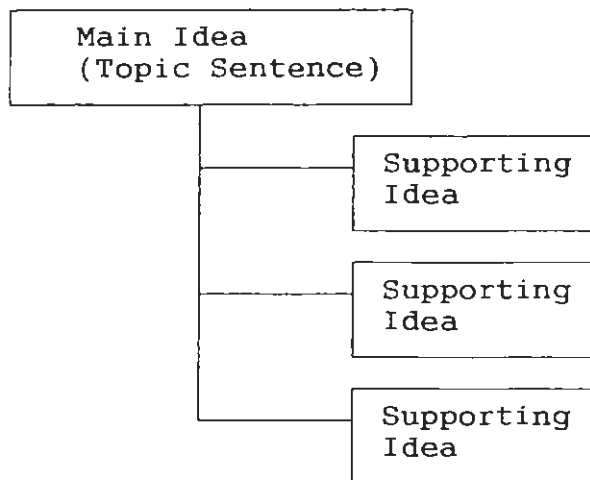 Main Idea
(Topic Sentence)
Supporting
Idea
Supporting
Idea
Supporting
Idea